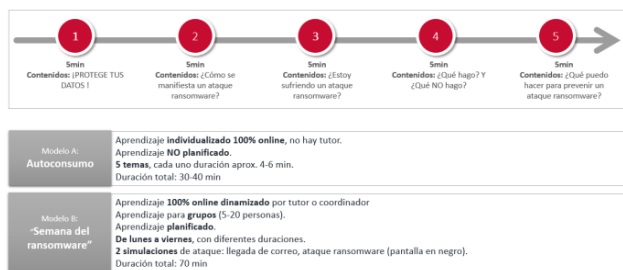 1
2
3
4
5
5min
Contenidos: ¡PROTEGE TUS
DATOS !
5min
Contenidos: ¿Cómo se
manifiesta un ataque
ransomware?
5min
Contenidos: ¿Estoy
sufriendo un ataque
ransomware?
5min
Contenidos: ¿Qué hago? Y
¿Qué NO hago?
5min
Contenidos: ¿Qué puedo
hacer para prevenir un
ataque ransomware?
Modelo A:
Autoconsumo
Aprendizaje individualizado 100% online, no hay tutor.
Aprendizaje NO planificado.
5 temas, cada uno duración aprox. 4-6 min.
Duración total: 30-40 min
Modelo B:
"Semana del
ransomware"
Aprendizaje 100% online dinamizado por tutor o coordinador
Aprendizaje para grupos (5-20 personas).
Aprendizaje planificado.
De lunes a viernes, con diferentes duraciones.
2 simulaciones de ataque: llegada de correo, ataque ransomware (pantalla en negro).
Duración total: 70 min